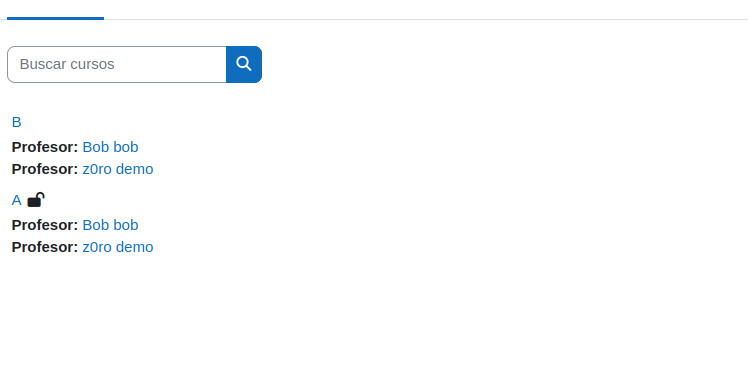 Buscar cursos
B
Profesor: Bob bob
Profesor: z0ro demo
A
Profesor: Bob bob
Profesor: z0ro demo